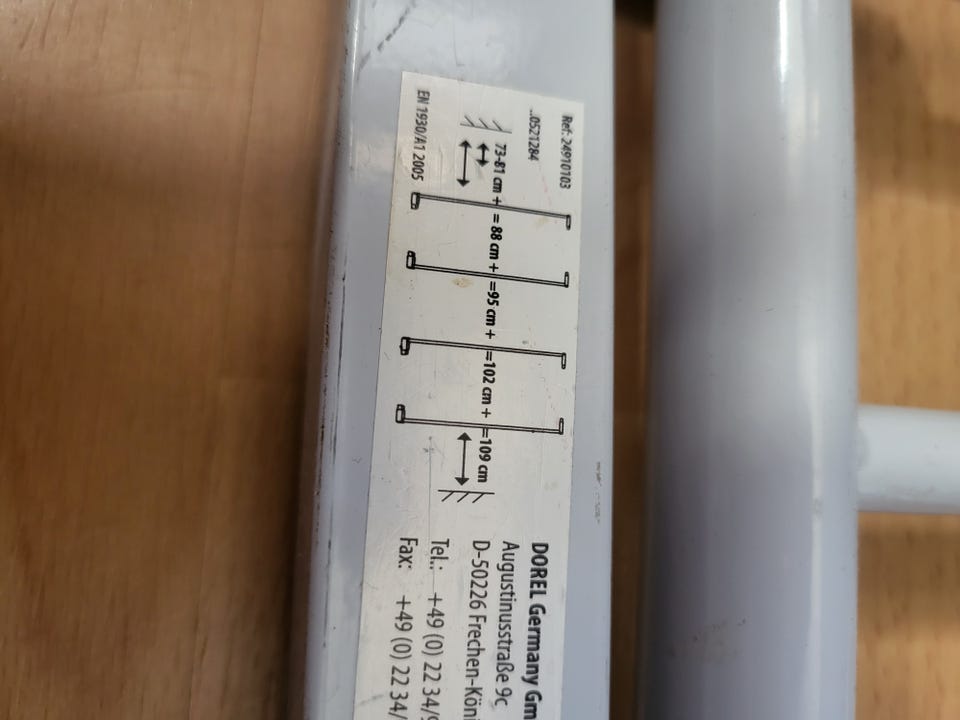 Ref: 24910103
..0521284
73-81 cm + = 88 cm + =95 cm + =102 cm + =109 cm
EN 1930/A1 2005
DOREL Germany Gm
Augustinusstraße 9c
D-50226 Frechen-Köni
Tel.: +49 (0) 22 34/9
Fax: +49 (0) 22 34/